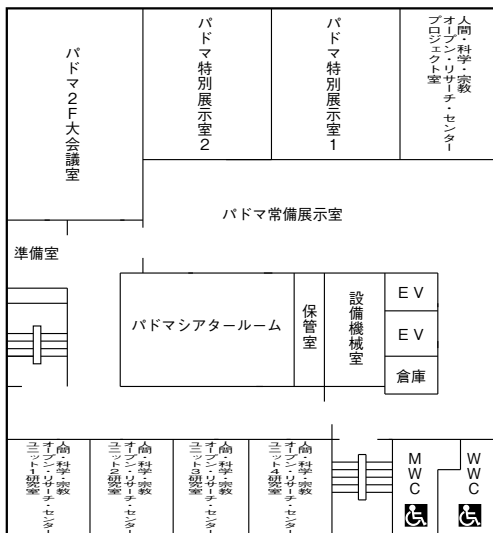 パドマ2F大会議室
パドマ特別展示室2
パドマ特別展示室1
人間・科学・宗教
オープン・リサーチ・センター
プロジェクト室
パドマ常備展示室
準備室
パドマシアタールーム
保管室
設備機械室
EV
EV
倉庫
人間・科学・宗教
オープン・リサーチ・センター
ユニット1研究室
人間・科学・宗教
オープン・リサーチ・センター
ユニット2研究室
人間・科学・宗教
オープン・リサーチ・センター
ユニット3研究室
人間・科学・宗教
オープン・リサーチ・センター
ユニット4研究室
MWC
WWC